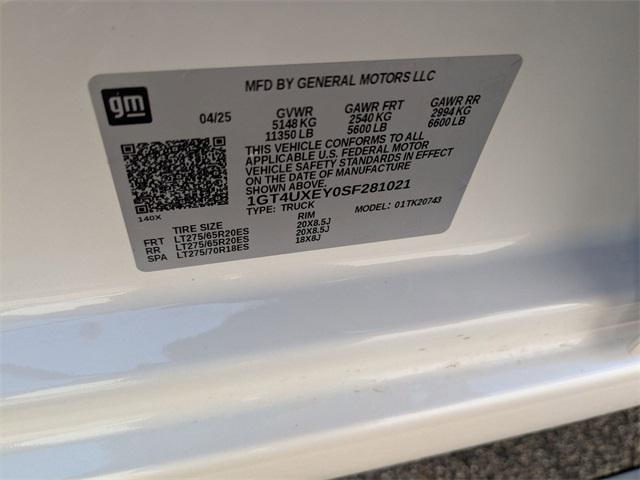 MFD BY GENERAL MOTORS LLC
gm
04/25
GVWR
5148 KG
11350 LB
GAWR FRT
2540 KG
5600 LB
GAWR RR
2994 KG
6600 LB
THIS VEHICLE CONFORMS TO ALL
APPLICABLE U.S. FEDERAL MOTOR
VEHICLE SAFETY STANDARDS IN EFFECT
ON THE DATE OF MANUFACTURE
SHOWN ABOVE.
1GT4UXEY0SF281021
TYPE: TRUCK
MODEL: 01TK20743
140X
TIRE SIZE RIM
FRT LT275/65R20ES 20X8.5J
RR LT275/65R20ES 20X8.5J
SPA LT275/70R18ES 18X8J